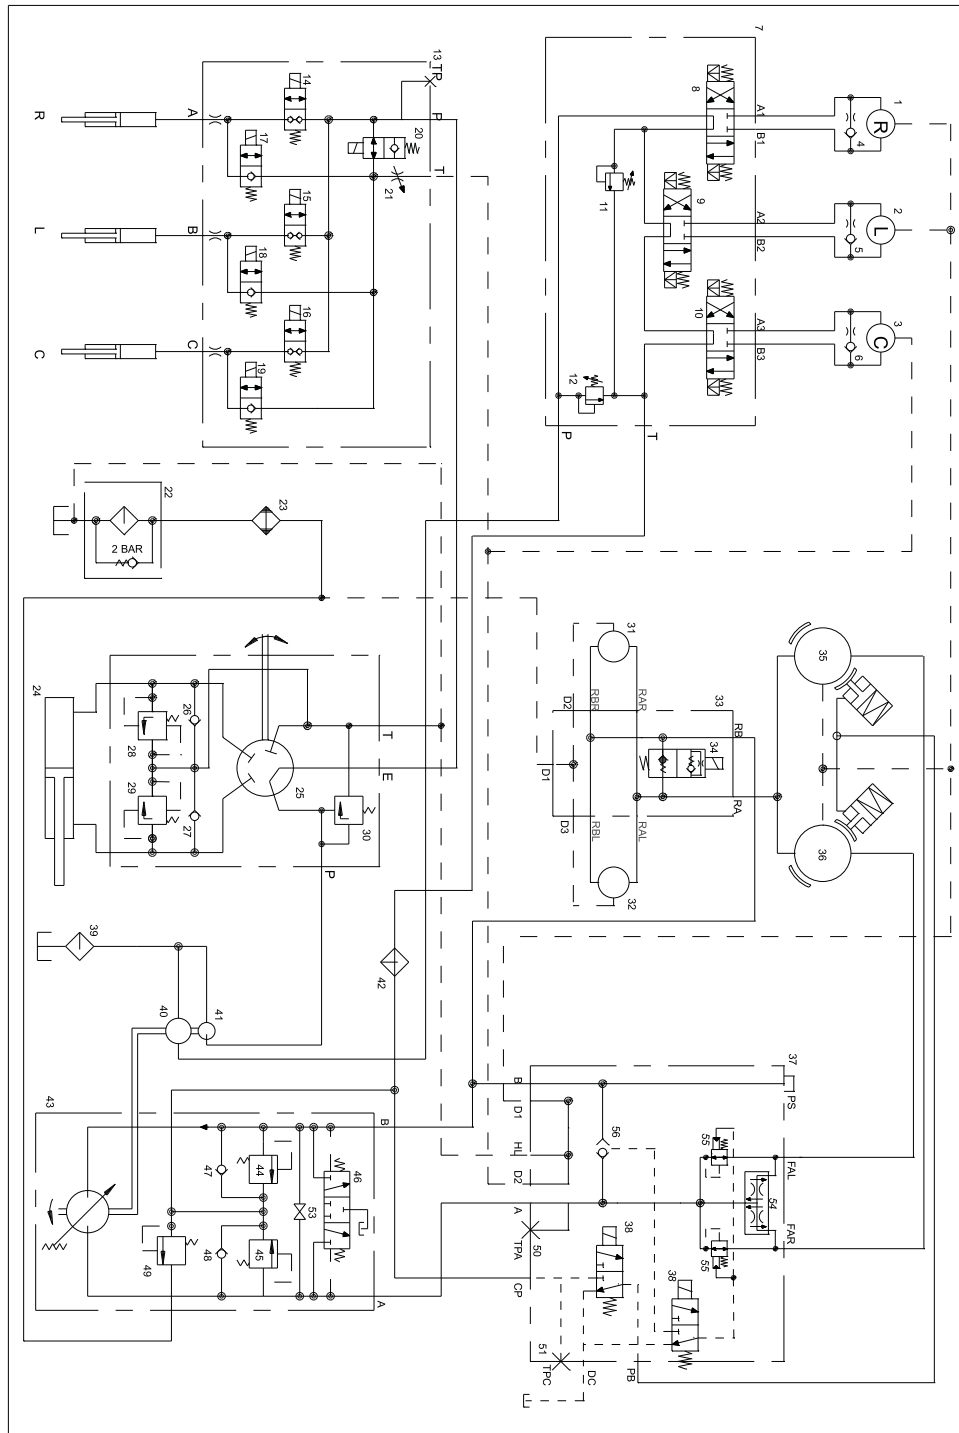 13 TP
7
14
8
A1
1
R
A
P
20
R
17
B1
4
T
15
21
11
9
A2
2
L
L
B
18
B2
5
16
10
A3
3
C
C
C
19
12
B3
6
P
T
22
23
2 BAR
31
35
24
26
D2
RBR
RAR
33
28
T
RB
34
29
25
E
D1
RA
27
30
D3
RBL
RAL
36
P
32
39
42
40
41
37
B
PS
43
D1
B
56
55
FAL
HL
47
44
46
D2
54
53
A
38
FAR
50
48
45
TPA
55
49
CP
38
A
51
TPC
DC
PB